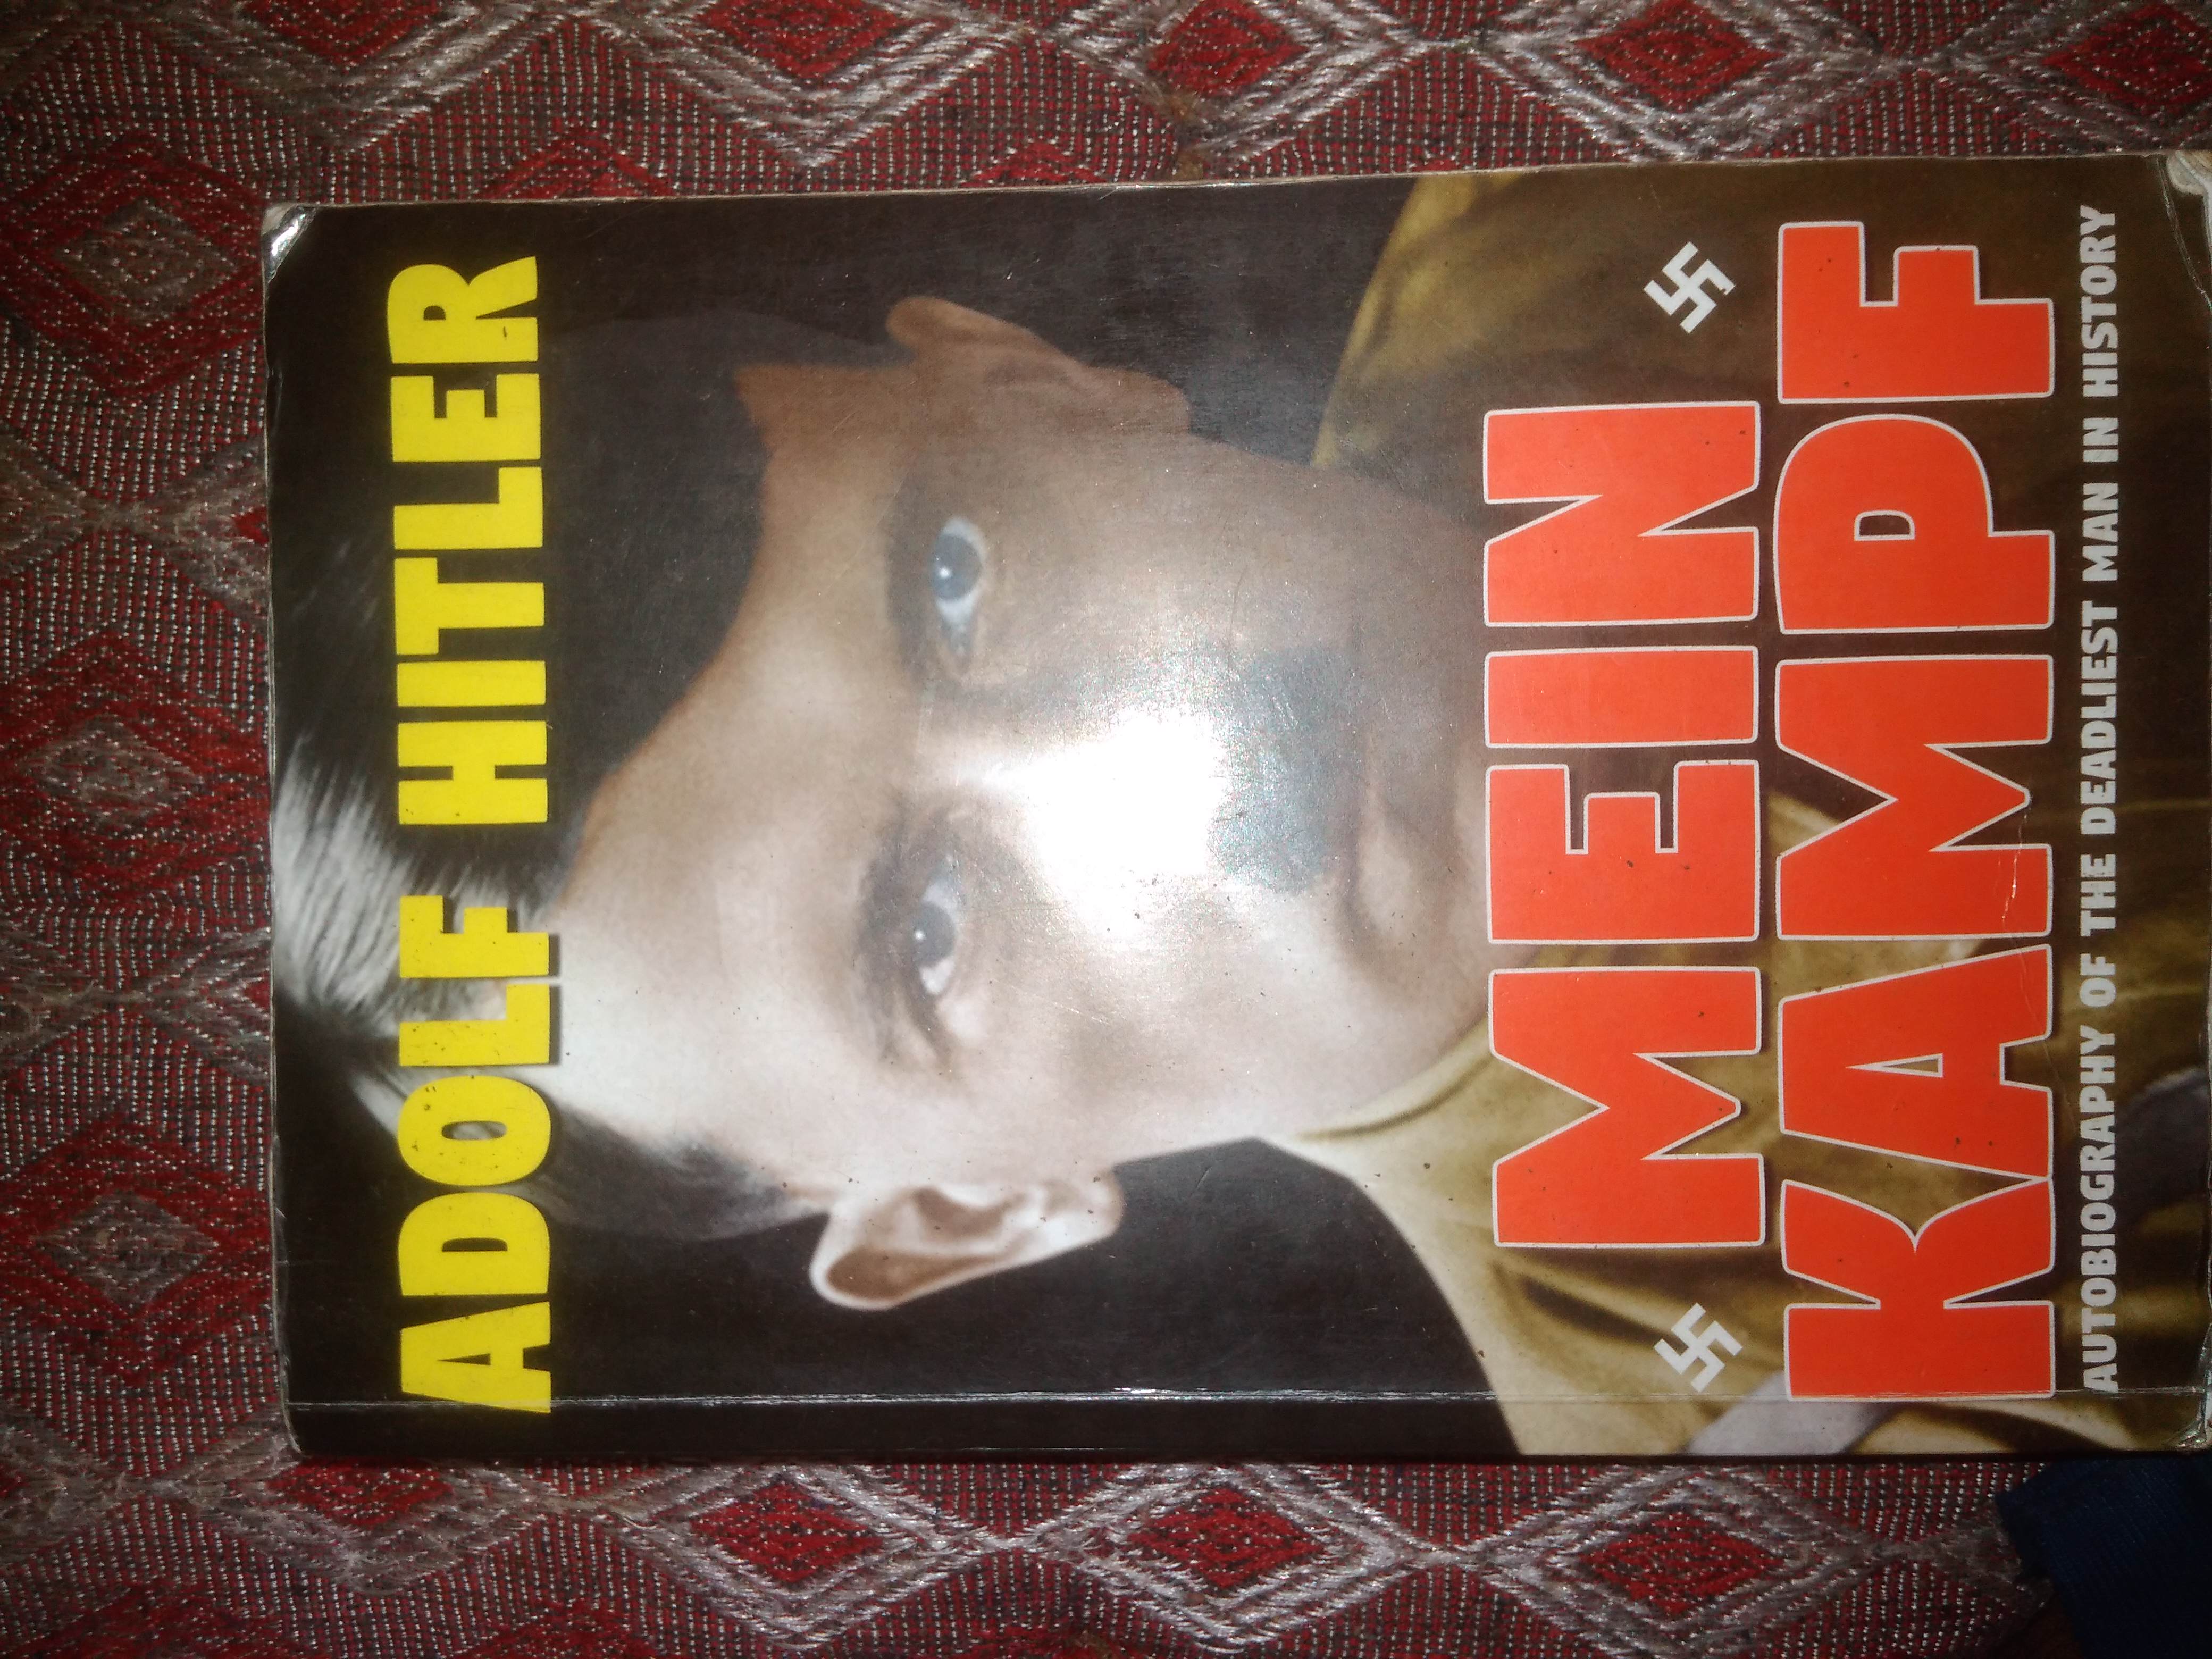 ADOLF HITLER
MEIN
KAMPF
AUTOBIOGRAPHY OF THE DEADLIEST MAN IN HISTORY